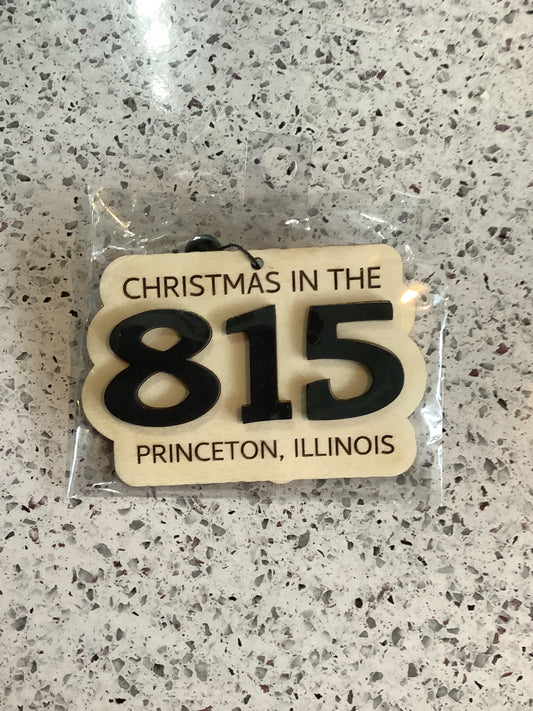 CHRISTMAS IN THE
815
PRINCETON, ILLINOIS